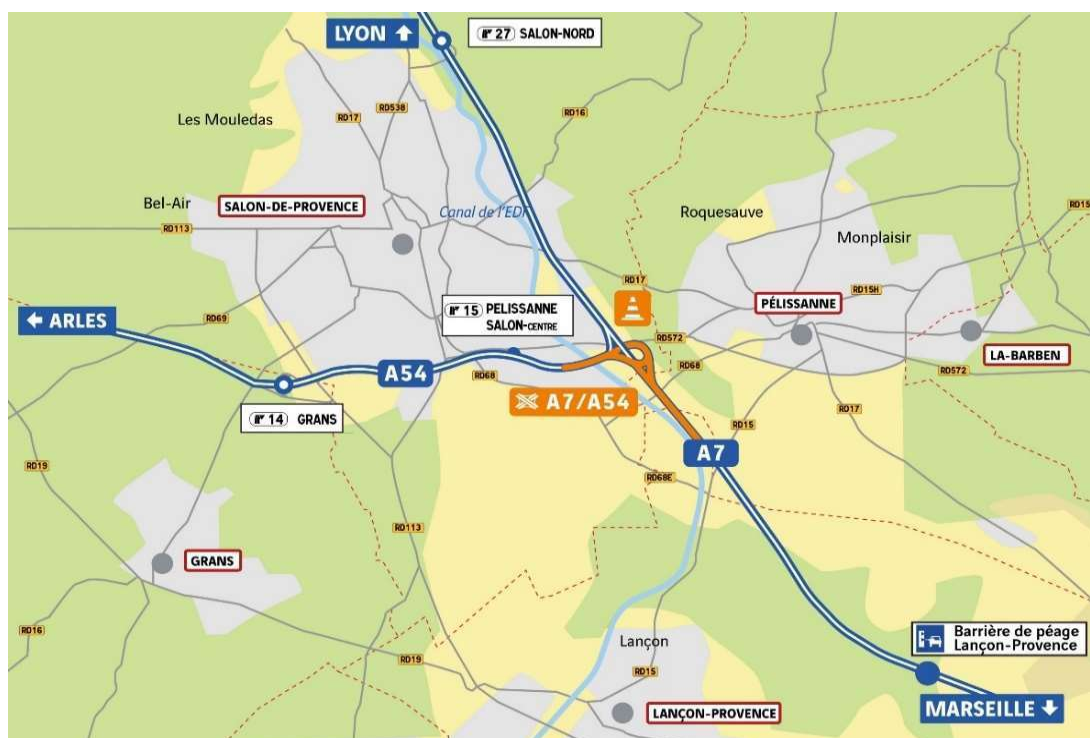 LYON ↑
27 SALON-NORD
RD538
RD17
RD16
Les Mouledas
Bel-Air
SALON-DE-PROVENCE
Canal de l'EDF
Roquesauve
RD15
RD113
Monplaisir
RD17
RD15H
15 PELISSANNE
SALON-CENTRE
PÉLISSANNE
← ARLES
RD69
RD572
LA-BARBEN
RD68
RD68
RD572
A54
A7/A54
RD17
14 GRANS
RD15
A7
RD19
RD68E
RD113
GRANS
RD16
Lançon
Barrière de péage
Lançon-Provence
RD19
RD15
LANÇON-PROVENCE
MARSEILLE ↓